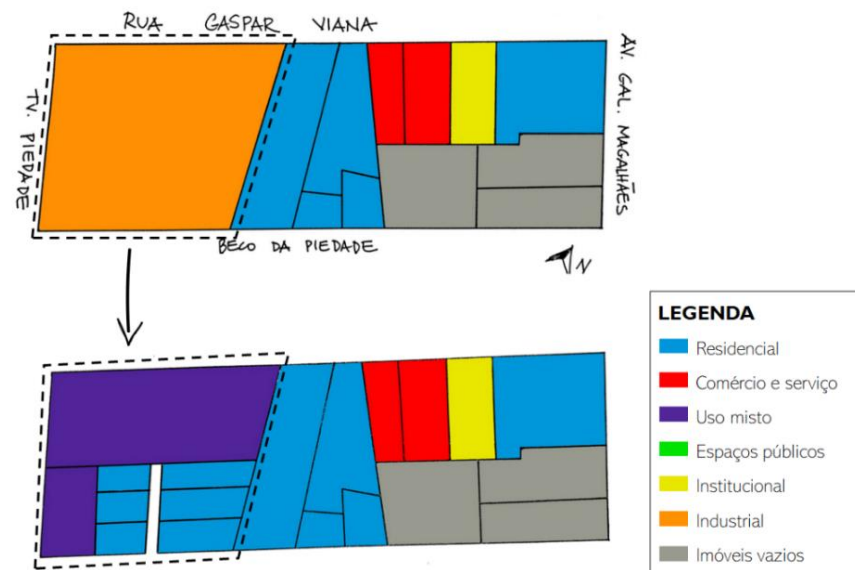 RUA GASPAR VIANA
AV. GAL. MAGALHÃES
TV. PIEDADE
BECO DA PIEDADE
N
LEGENDA
Residencial
Comércio e serviço
Uso misto
Espaços públicos
Institucional
Industrial
Imóveis vazios